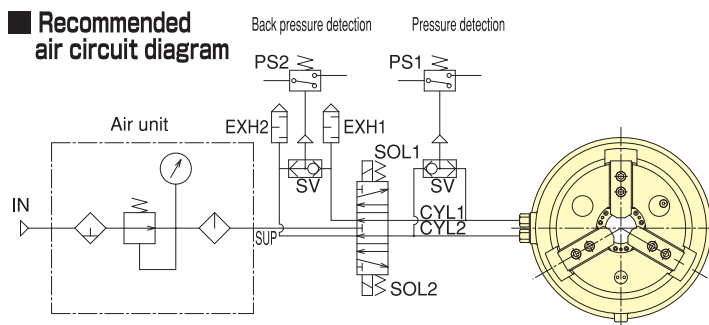 Recommended
air circuit diagram
Back pressure detection
Pressure detection
PS2
PS1
Air unit
EXH2
EXH1
SOL1
SV
SV
IN
CYL1
CYL2
SUP
SOL2